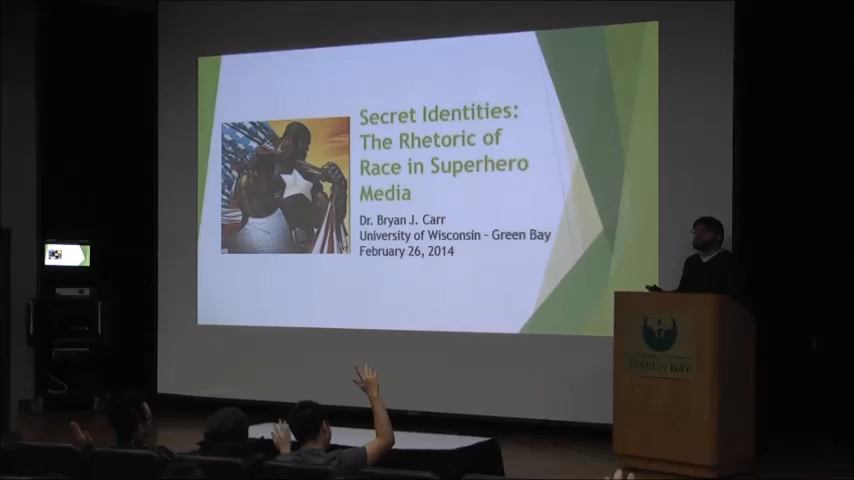 Secret Identities:
The Rhetoric of
Race in Superhero
Media
Dr. Bryan J. Carr
University of Wisconsin - Green Bay
February 26, 2014
GREEN BAY